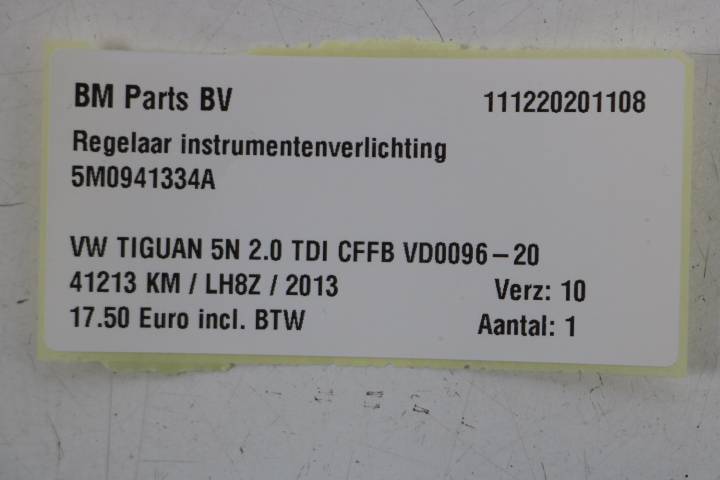 BM Parts BV 111220201108
Regelaar instrumentenverlichting
5M0941334A
VW TIGUAN 5N 2.0 TDI CFFB VD0096-20
41213 KM / LH8Z / 2013 Verz: 10
17.50 Euro incl. BTW Aantal: 1